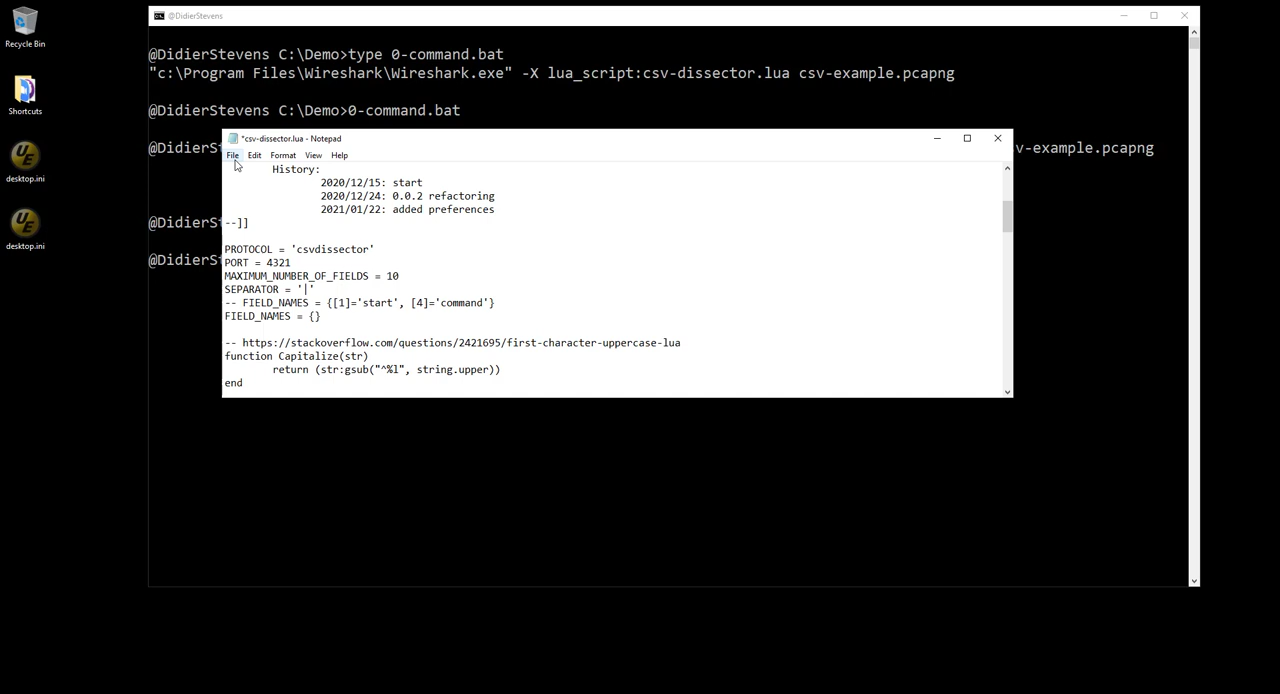 Recycle Bin
Shortcuts
desktop.ini
desktop.ini
@DidierStevens
@DidierStevens C:\Demo>type 0-command.bat
"c:\Program Files\Wireshark\Wireshark.exe" -X lua_script:csv-dissector.lua csv-example.pcapng
@DidierStevens C:\Demo>0-command.bat
@DidierSt
v-example.pcapng
@DidierSt
@DidierSt
*csv-dissector.lua - Notepad
File Edit Format View Help
History:
2020/12/15: start
2020/12/24: 0.0.2 refactoring
2021/01/22: added preferences
--]]
PROTOCOL = 'csvdissector'
PORT = 4321
MAXIMUM_NUMBER_OF_FIELDS = 10
SEPARATOR = '|'
-- FIELD_NAMES = {[1]='start', [4]='command'}
FIELD_NAMES = {}
-- https://stackoverflow.com/questions/2421695/first-character-uppercase-lua
function Capitalize(str)
return (str:gsub("^%l", string.upper))
end